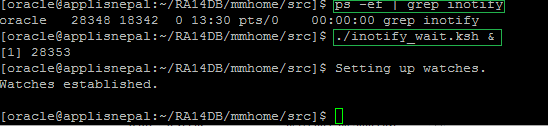 [oracle@applisnepal:~/RA14DB/mmhome/src]$ ps -ef | grep inotify
oracle 28348 18342 0 13:30 pts/0 00:00:00 grep inotify
[oracle@applisnepal:~/RA14DB/mmhome/src]$ ./inotify_wait.ksh &
[1] 28353
[oracle@applisnepal:~/RA14DB/mmhome/src]$ Setting up watches.
Watches established.
[oracle@applisnepal:~/RA14DB/mmhome/src]$